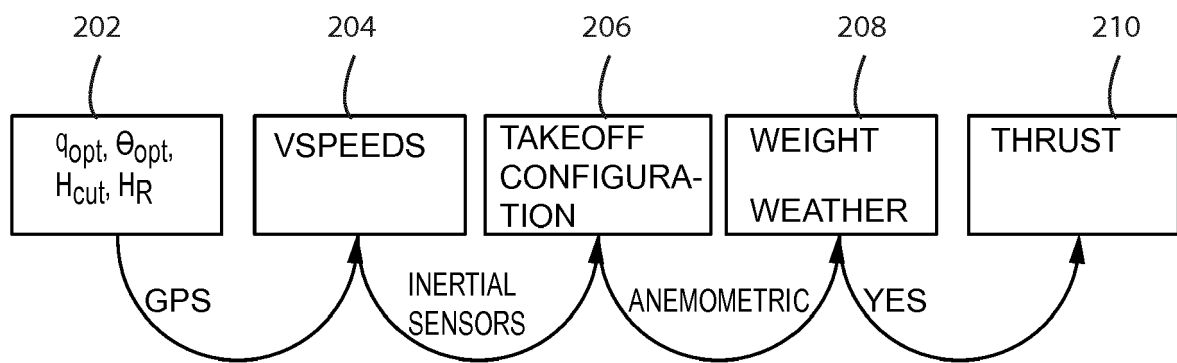 202
204
206
208
210
qopt, Θopt,
Hcut, HR
VSPEEDS
TAKEOFF
CONFIGURA-
TION
WEIGHT
WEATHER
THRUST
GPS
INERTIAL
SENSORS
ANEMOMETRIC
YES